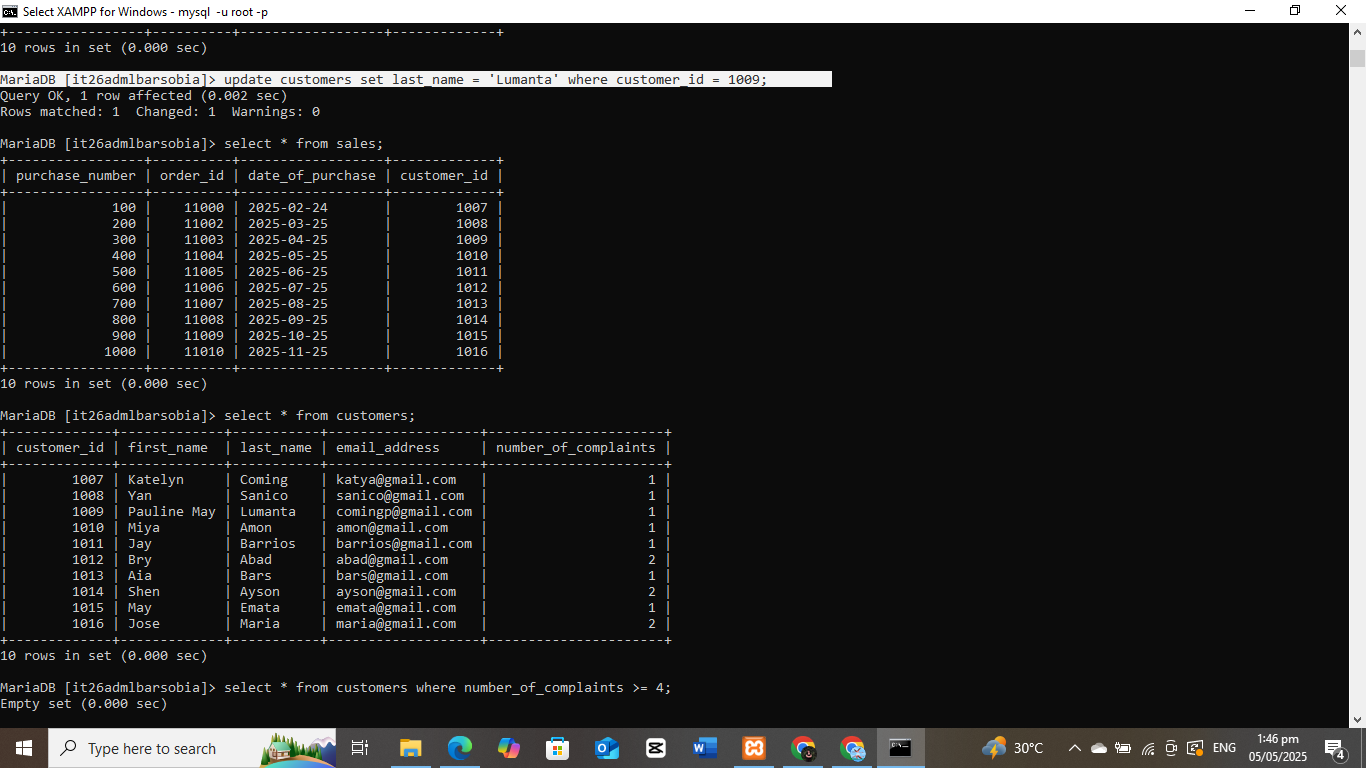 Select XAMPP for Windows - mysql  -u root -p
+-----------------+----------+------------------+-------------+
10 rows in set (0.000 sec)
MariaDB [it26admlbarsobia]> update customers set last_name = 'Lumanta' where customer_id = 1009;
Query OK, 1 row affected (0.002 sec)
Rows matched: 1  Changed: 1  Warnings: 0
MariaDB [it26admlbarsobia]> select * from sales;
+-----------------+----------+------------------+-------------+
| purchase_number | order_id | date_of_purchase | customer_id |
+-----------------+----------+------------------+-------------+
|             100 |    11000 | 2025-02-24       |        1007 |
|             200 |    11002 | 2025-03-25       |        1008 |
|             300 |    11003 | 2025-04-25       |        1009 |
|             400 |    11004 | 2025-05-25       |        1010 |
|             500 |    11005 | 2025-06-25       |        1011 |
|             600 |    11006 | 2025-07-25       |        1012 |
|             700 |    11007 | 2025-08-25       |        1013 |
|             800 |    11008 | 2025-09-25       |        1014 |
|             900 |    11009 | 2025-10-25       |        1015 |
|            1000 |    11010 | 2025-11-25       |        1016 |
+-----------------+----------+------------------+-------------+
10 rows in set (0.000 sec)
MariaDB [it26admlbarsobia]> select * from customers;
+-------------+-------------+-----------+-------------------+----------------------+
| customer_id | first_name  | last_name | email_address     | number_of_complaints |
+-------------+-------------+-----------+-------------------+----------------------+
|        1007 | Katelyn     | Coming    | katya@gmail.com   |                    1 |
|        1008 | Yan         | Sanico    | sanico@gmail.com  |                    1 |
|        1009 | Pauline May | Lumanta   | comingp@gmail.com |                    1 |
|        1010 | Miya        | Amon      | amon@gmail.com    |                    1 |
|        1011 | Jay         | Barrios   | barrios@gmail.com |                    1 |
|        1012 | Bry         | Abad      | abad@gmail.com    |                    2 |
|        1013 | Aia         | Bars      | bars@gmail.com    |                    1 |
|        1014 | Shen        | Ayson     | ayson@gmail.com   |                    2 |
|        1015 | May         | Emata     | emata@gmail.com   |                    1 |
|        1016 | Jose        | Maria     | maria@gmail.com   |                    2 |
+-------------+-------------+-----------+-------------------+----------------------+
10 rows in set (0.000 sec)
MariaDB [it26admlbarsobia]> select * from customers where number_of_complaints >= 4;
Empty set (0.000 sec)
Type here to search
30°C
ENG
1:46 pm
05/05/2025
4